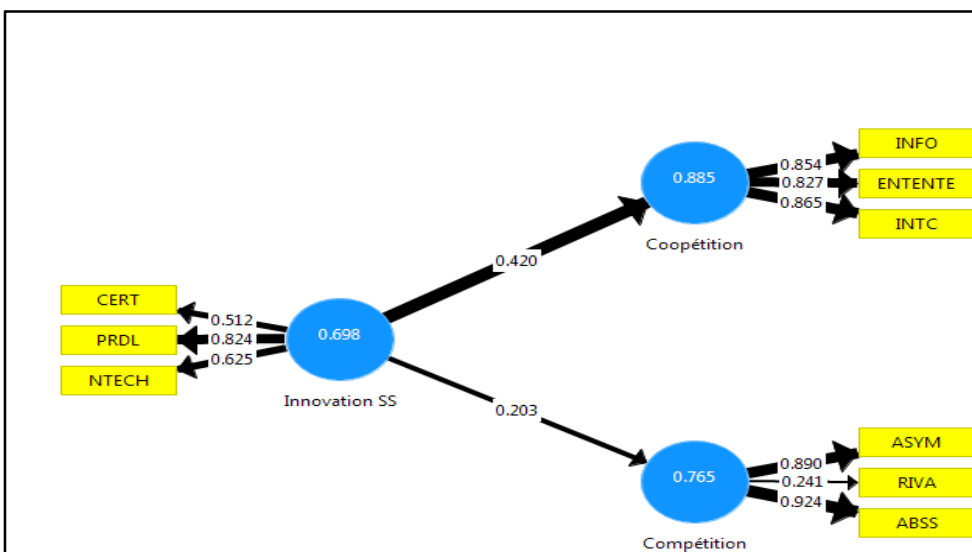 INFO
0.854
0.885
0.827
ENTENTE
0.865
INTC
Coopétition
0.420
CERT
0.512
PRDL
0.824
0.698
0.625
NTECH
Innovation SS
0.203
ASYM
0.890
0.765
0.241
RIVA
0.924
ABSS
Compétition